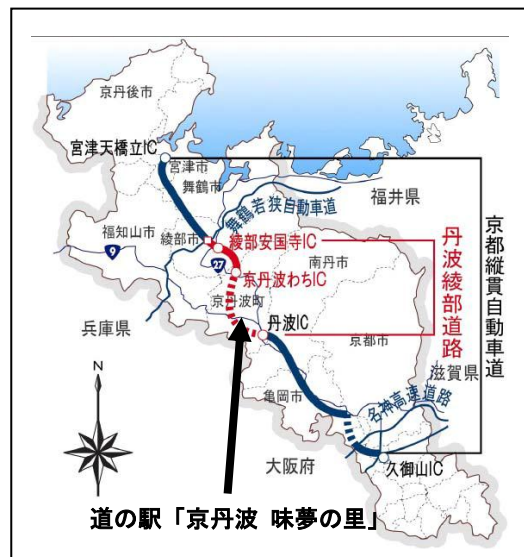 京丹後市
宮津天橋立IC
宮津市
舞鶴市
福井県
舞鶴若狭自動車道
福知山市
綾部市
綾部安国寺IC
9
27
南丹市
京丹波わちIC
京丹波町
丹波綾部道路
京都縦貫自動車道
兵庫県
丹波IC
京都市
滋賀県
N
亀岡市
名神高速道路
大阪府
久御山IC
道の駅「京丹波 味夢の里」